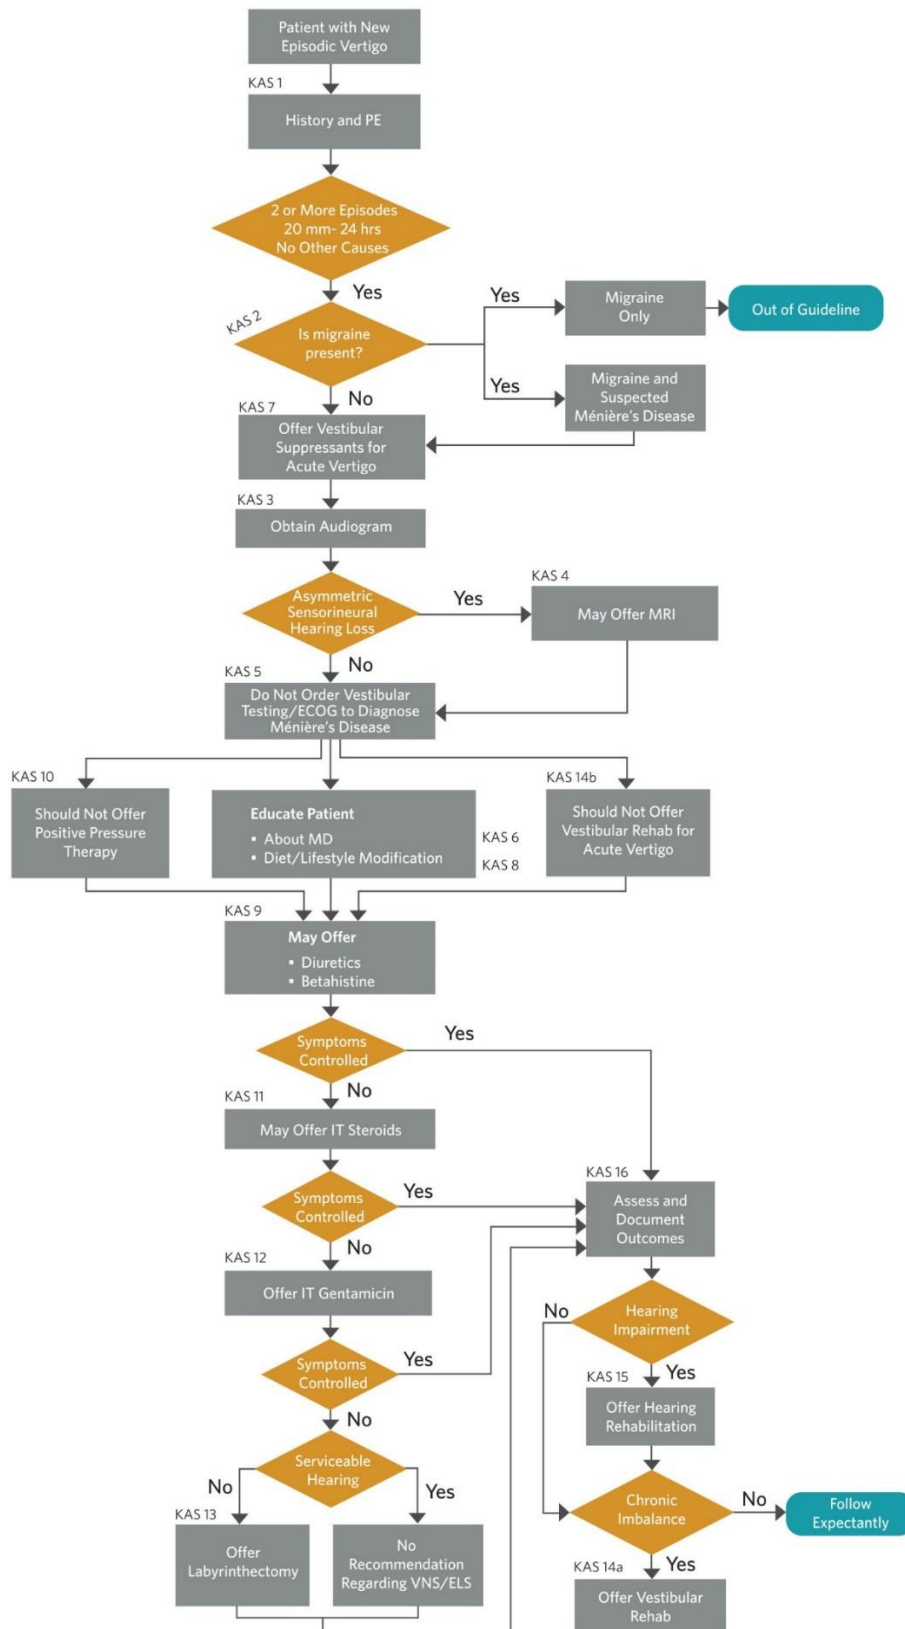 Patient with New
Episodic Vertigo
KAS 1
History and PE
2 or More Episodes
20 mm- 24 hrs
No Other Causes
Yes
KAS 2
Is migraine
present?
Yes
Migraine
Only
Out of Guideline
Yes
Migraine and
Suspected
Ménière's Disease
No
KAS 7
Offer Vestibular
Suppressants for
Acute Vertigo
KAS 3
Obtain Audiogram
Asymmetric
Sensorineural
Hearing Loss
Yes
KAS 4
May Offer MRI
No
KAS 5
Do Not Order Vestibular
Testing/ECOG to Diagnose
Ménière's Disease
KAS 10
Should Not Offer
Positive Pressure
Therapy
Educate Patient
▪ About MD
▪ Diet/Lifestyle Modification
KAS 6
KAS 8
KAS 14b
Should Not Offer
Vestibular Rehab for
Acute Vertigo
KAS 9
May Offer
▪ Diuretics
▪ Betahistine
Symptoms
Controlled
Yes
No
KAS 11
May Offer IT Steroids
Symptoms
Controlled
Yes
No
KAS 12
Offer IT Gentamicin
Symptoms
Controlled
Yes
No
Serviceable
Hearing
No
Yes
KAS 13
Offer
Labyrinthectomy
No
Recommendation
Regarding VNS/ELS
KAS 16
Assess and
Document
Outcomes
Hearing
Impairment
No
Yes
KAS 15
Offer Hearing
Rehabilitation
Chronic
Imbalance
No
Follow
Expectantly
Yes
KAS 14a
Offer Vestibular
Rehab